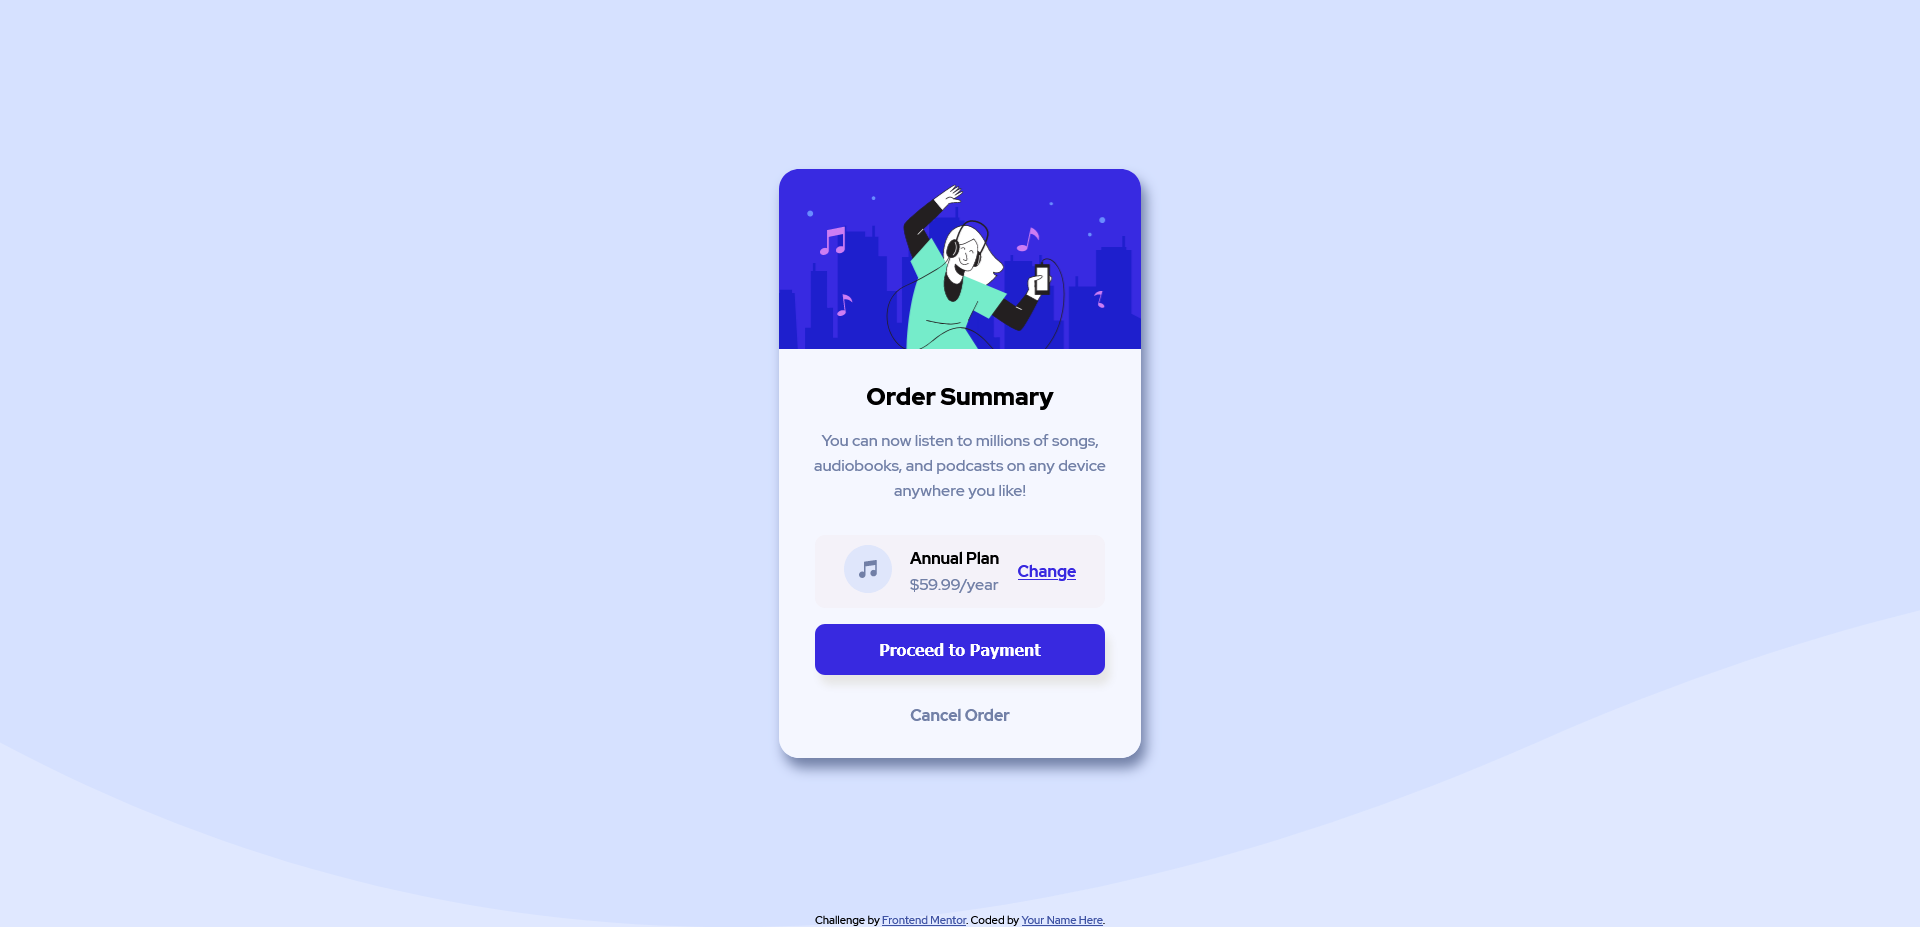 Order Summary
You can now listen to millions of songs,
audiobooks, and podcasts on any device
anywhere you like!
Annual Plan
$59.99/year
Change
Proceed to Payment
Cancel Order
Challenge by Frontend Mentor. Coded by Your Name Here.